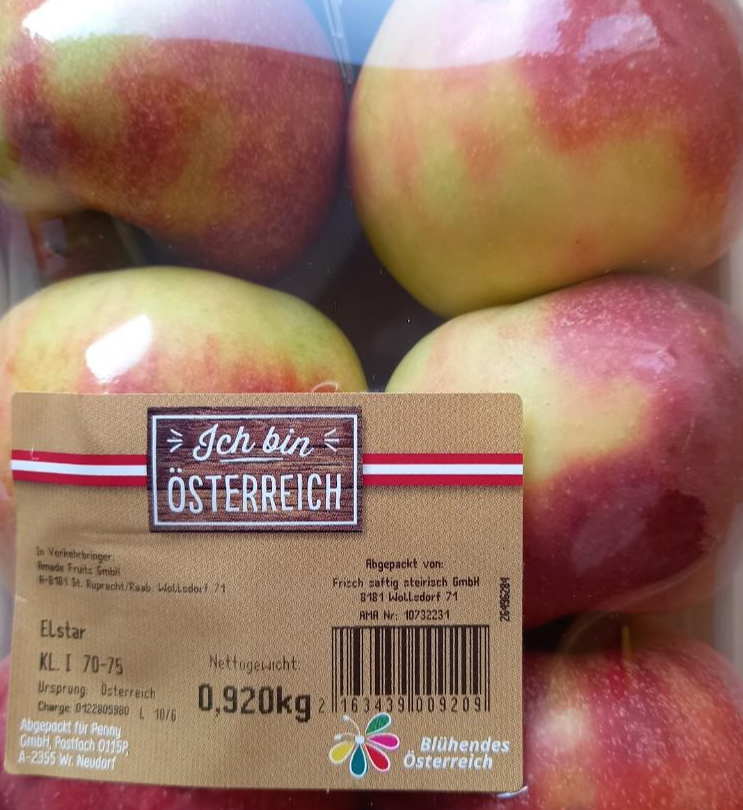 Ich bin
ÖSTERREICH
In Verkehrbringer:
Amade Fruits GmbH
A-8181 St. Ruprecht/Raab, Wollsdorf 71
Abgepackt von:
Frisch saftig steirisch GmbH
8181 Wollsdorf 71
AMA Nr: 10732231
26496284
Elstar
KL. I 70-75
Ursprung: Österreich
Charge: 0122805980 L 10/6
Nettogewicht:
0,920kg
2 163439 009209
Abgepackt für Penny
GmbH, Postfach 0115P,
A-2355 Wr. Neudorf
Blühendes
Österreich